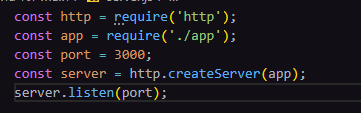 const http = require('http');
const app = require('./app');
const port = 3000;
const server = http.createServer(app);
server.listen(port);